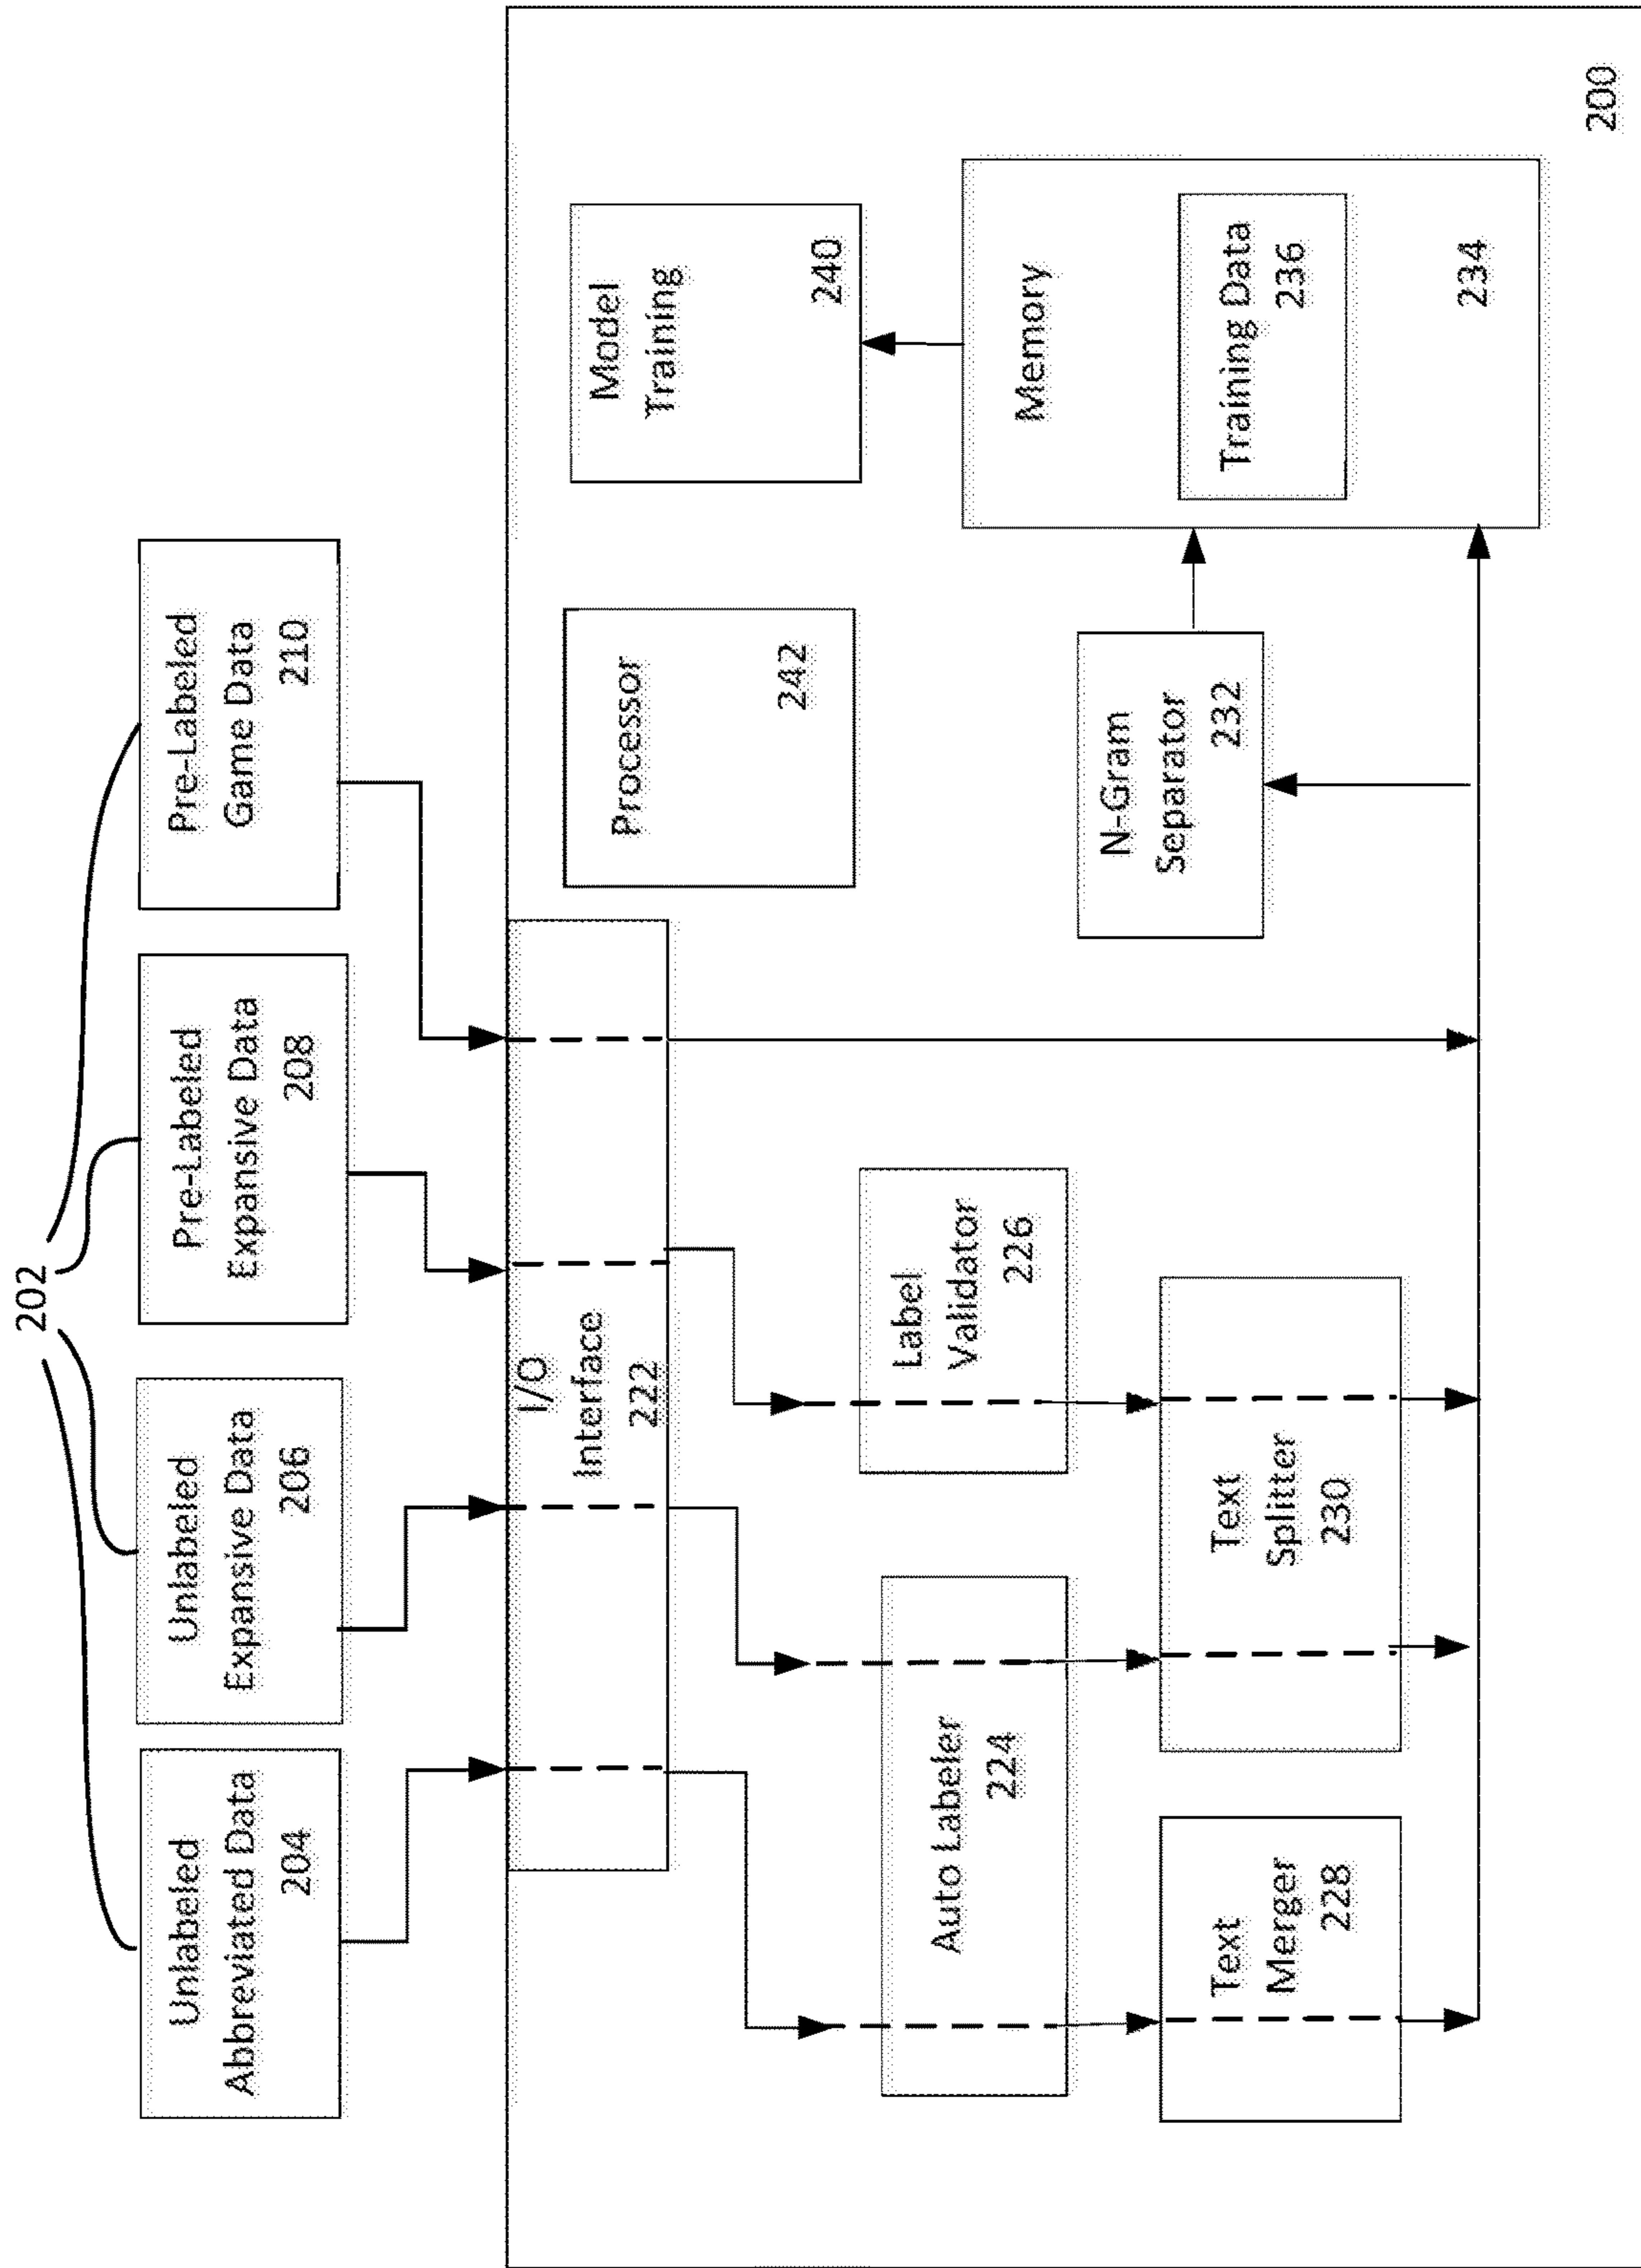 202
Unlabeled
Abbreviated Data
204
Unlabeled
Expansive Data
206
Pre-Labeled
Expansive Data
208
Pre-Labeled
Game Data
210
I/O
Interface
222
Processor
242
Model
Training
240
Auto Labeler
224
Label
Validator
226
Text
Merger
228
Text
Splitter
230
N-Gram
Separator
232
Memory
Training Data
236
234
200